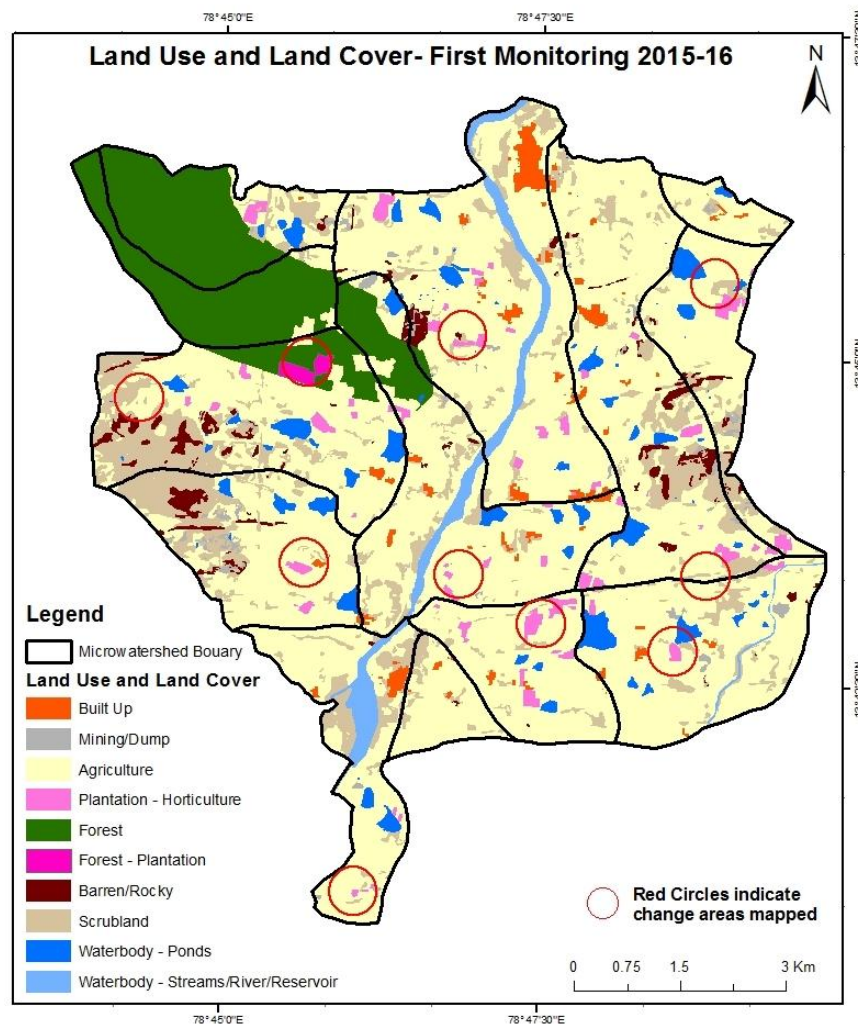 78°45'0"E 78°47'30"E
Land Use and Land Cover- First Monitoring 2015-16
N
Legend
Microwatershed Bouary
Land Use and Land Cover
Built Up
Mining/Dump
Agriculture
Plantation - Horticulture
Forest
Forest - Plantation
Barren/Rocky
Scrubland
Waterbody - Ponds
Waterbody - Streams/River/Reservoir
Red Circles indicate
change areas mapped
0 0.75 1.5 3 Km
78°45'0"E 78°47'30"E